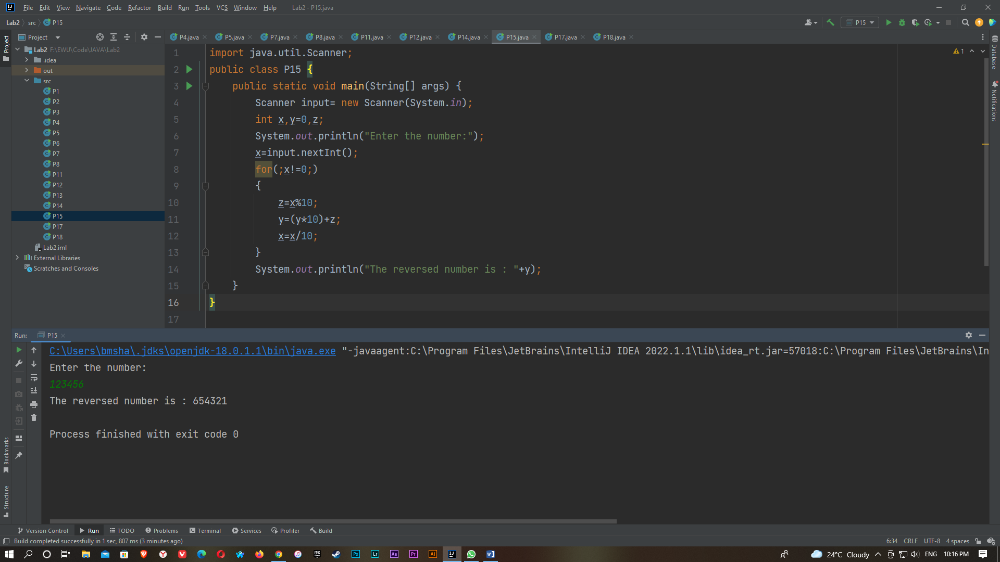 File Edit View Navigate Code Refactor Build Run Tools VCS Window Help Lab2 - P15.java
Lab2 src P15
P15
Project
P4.java P5.java P7.java P8.java P11.java P12.java P14.java P15.java P17.java P18.java
Project
Lab2 F:\EWU\Code\JAVA\Lab2
.idea
out
src
P1
P2
P3
P4
P5
P6
P7
P8
P11
P12
P13
P14
P15
P17
P18
Lab2.iml
External Libraries
Scratches and Consoles
1 import java.util.Scanner;
2 public class P15 {
3 public static void main(String[] args) {
4 Scanner input= new Scanner(System.in);
5 int x,y=0,z;
6 System.out.println("Enter the number:");
7 x=input.nextInt();
8 for(;x!=0;)
9 {
10 z=x%10;
11 y=(y*10)+z;
12 x=x/10;
13 }
14 System.out.println("The reversed number is : "+y);
15 }
16 }
17
1
Database
Notifications
Run: P15
C:\Users\bmsha\.jdks\openjdk-18.0.1.1\bin\java.exe "-javaagent:C:\Program Files\JetBrains\IntelliJ IDEA 2022.1.1\lib\idea_rt.jar=57018:C:\Program Files\JetBrains\In
Enter the number:
123456
The reversed number is : 654321
Process finished with exit code 0
Bookmarks
Structure
Version Control Run TODO Problems Terminal Services Profiler Build
Build completed successfully in 1 sec, 807 ms (3 minutes ago)
6:34 CRLF UTF-8 4 spaces
EPIC GAMES Ps Lr Ae Pr Ai IJ W
24°C Cloudy ENG 10:16 PM